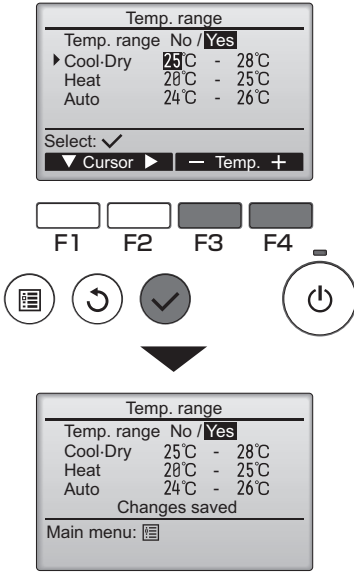 Temp. range
Temp. range No / Yes
Cool·Dry 25°C - 28°C
Heat 20°C - 25°C
Auto 24°C - 26°C
Select: ✓
▼ Cursor ▶ − Temp. +
F1 F2 F3 F4
Temp. range
Temp. range No / Yes
Cool·Dry 25°C - 28°C
Heat 20°C - 25°C
Auto 24°C - 26°C
Changes saved
Main menu: